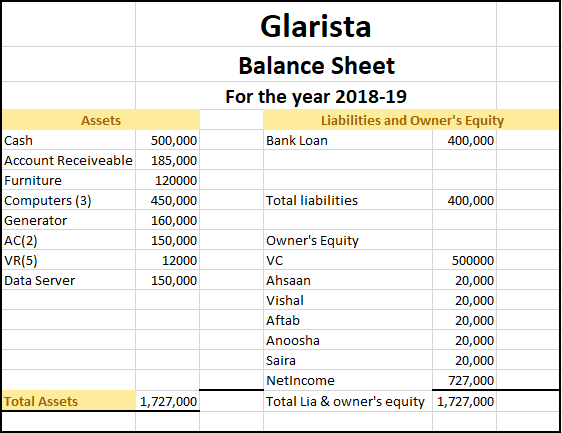 Glarista
Balance Sheet
For the year 2018-19
Assets Liabilities and Owner's Equity
Cash 500,000 Bank Loan 400,000
Account Receiveable 185,000
Furniture 120000
Computers (3) 450,000 Total liabilities 400,000
Generator 160,000
AC(2) 150,000 Owner's Equity
VR(5) 12000 VC 500000
Data Server 150,000 Ahsaan 20,000
Vishal 20,000
Aftab 20,000
Anoosha 20,000
Saira 20,000
NetIncome 727,000
Total Assets 1,727,000 Total Lia & owner's equity 1,727,000